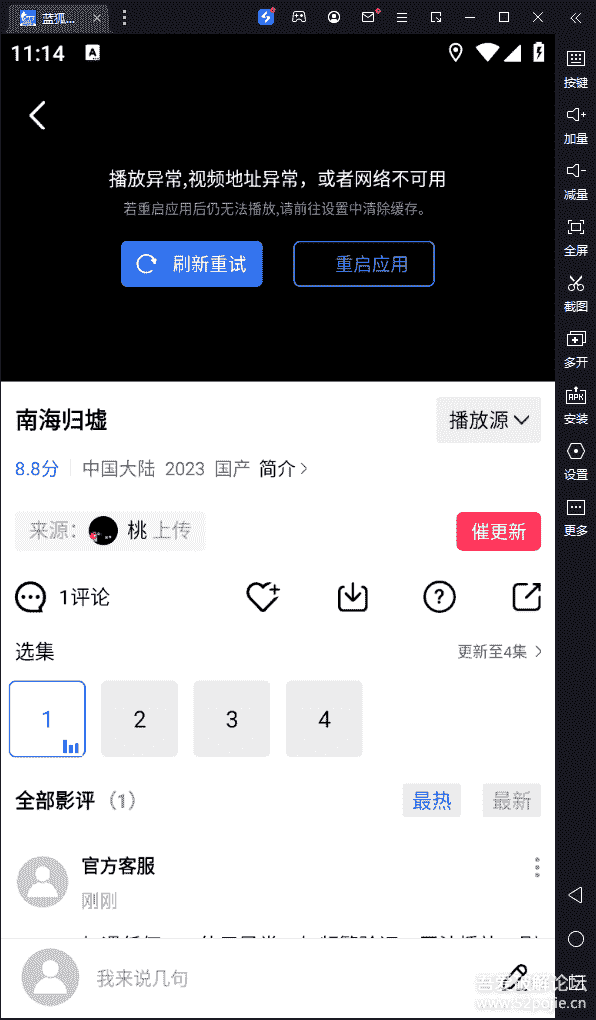 蓝狐...
11:14
A
按键
加量
减量
全屏
截图
多开
APK
安装
设置
更多
播放异常,视频地址异常，或者网络不可用
若重启应用后仍无法播放,请前往设置中清除缓存。
刷新重试
重启应用
南海归墟
播放源
8.8分
中国大陆 2023 国产 简介
来源：
桃 上传
催更新
1评论
选集
更新至4集
1
2
3
4
全部影评（1）
最热
最新
官方客服
刚刚
我来说几句
吾爱破解论坛
www.52pojie.cn